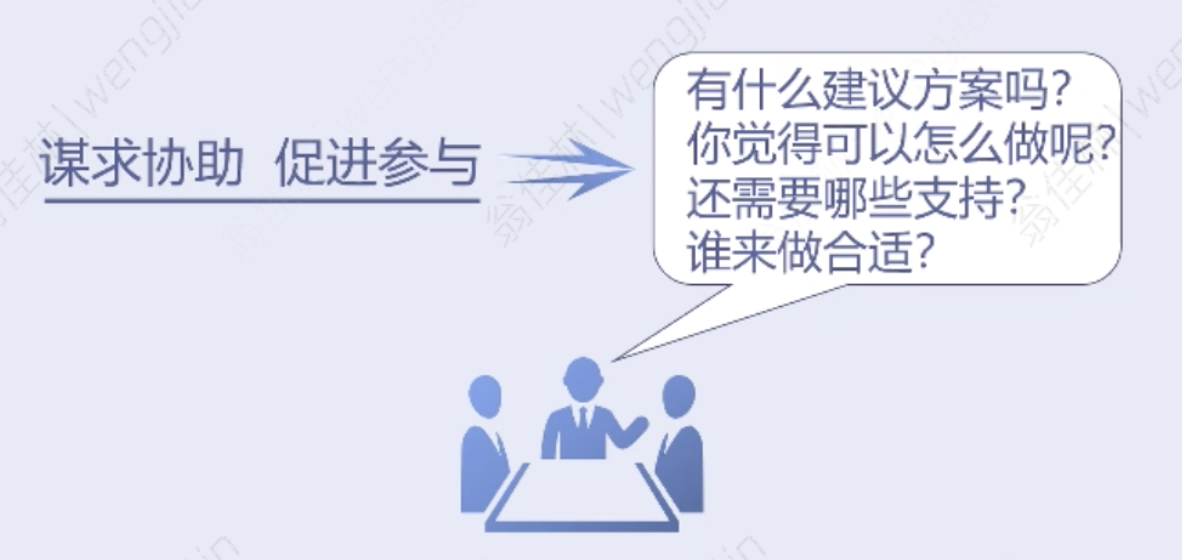 谋求协助 促进参与
有什么建议方案吗？
你觉得可以怎么做呢？
还需要哪些支持？
谁来做合适？
翁佳林|wengjia